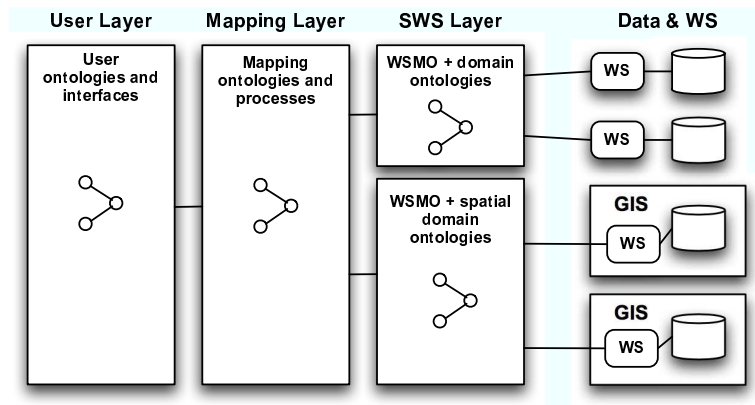 User Layer
Mapping Layer
SWS Layer
Data & WS
User
ontologies and
interfaces
Mapping
ontologies and
processes
WSMO + domain
ontologies
WSMO + spatial
domain
ontologies
WS
WS
GIS
WS
GIS
WS